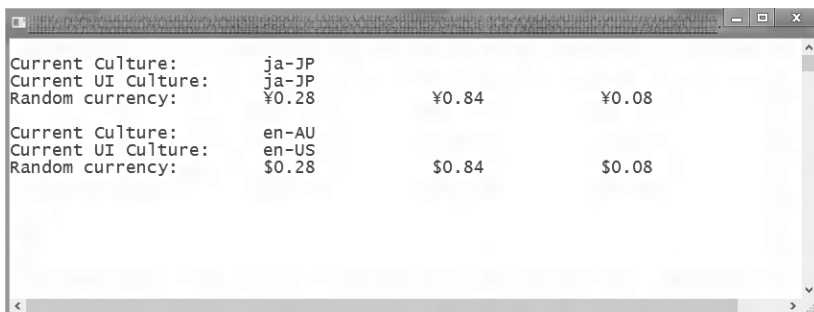 Current Culture: ja-JP
Current UI Culture: ja-JP
Random currency: ¥0.28 ¥0.84 ¥0.08
Current Culture: en-AU
Current UI Culture: en-US
Random currency: $0.28 $0.84 $0.08